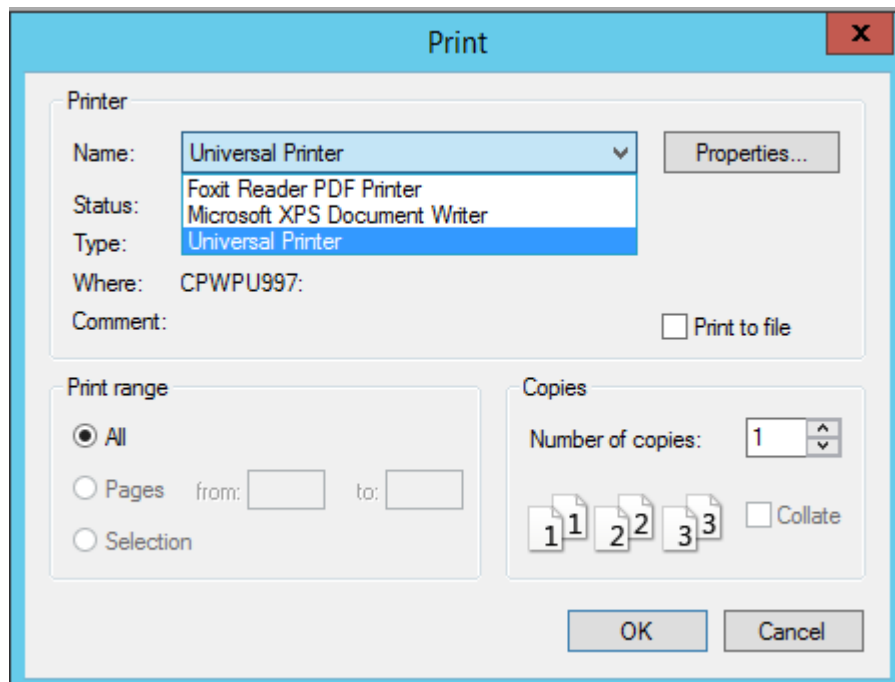 Print
x
Printer
Name: Universal Printer Properties...
Foxit Reader PDF Printer
Status:
Microsoft XPS Document Writer
Type: Universal Printer
Where: CPWPU997:
Comment: Print to file
Print range
All
Pages from: to:
Selection
Copies
Number of copies: 1
1 1 2 2 3 3 Collate
OK Cancel